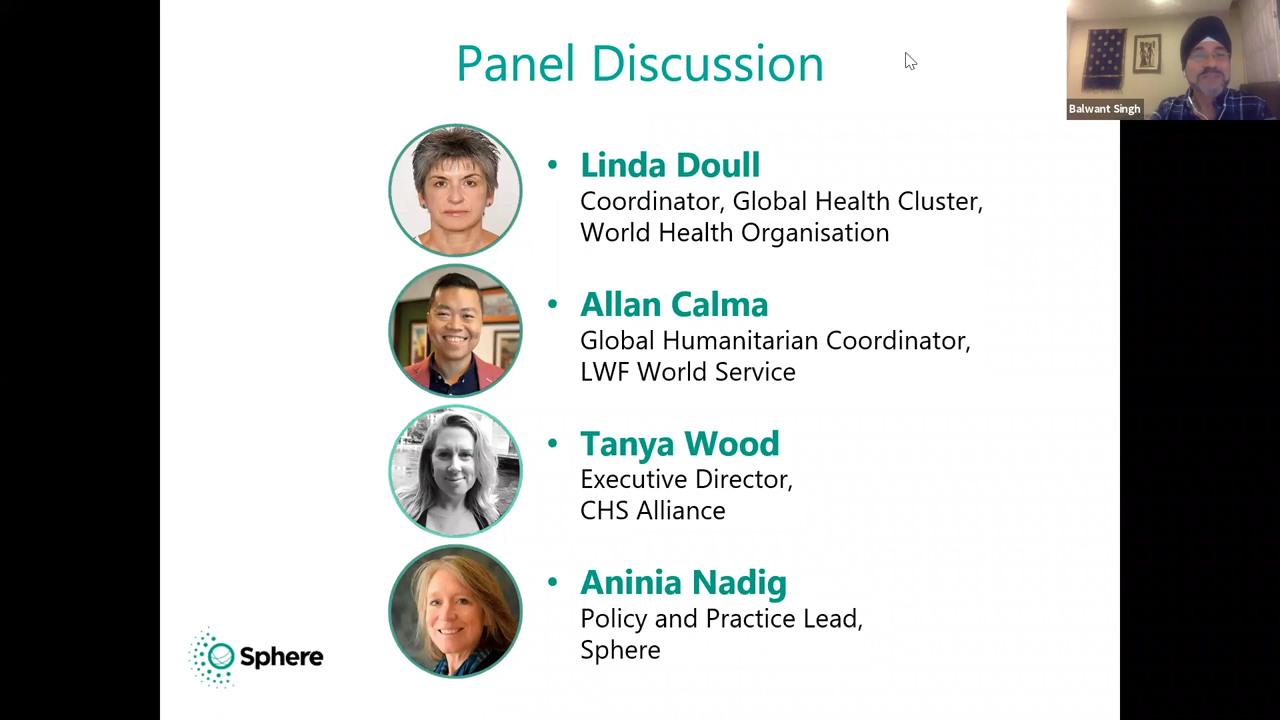 Panel Discussion
Balwant Singh
• Linda Doull
Coordinator, Global Health Cluster,
World Health Organisation
• Allan Calma
Global Humanitarian Coordinator,
LWF World Service
• Tanya Wood
Executive Director,
CHS Alliance
• Aninia Nadig
Policy and Practice Lead,
Sphere
Sphere